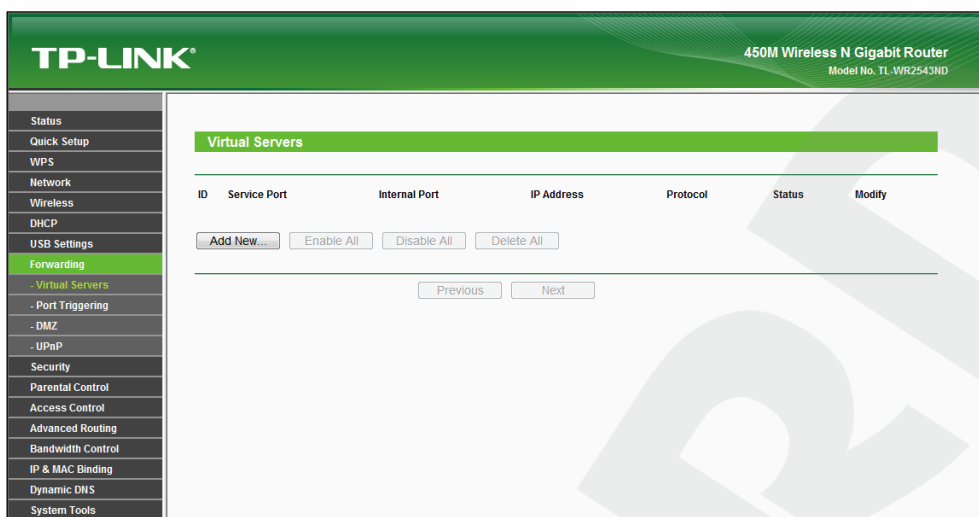 TP-LINK®
450M Wireless N Gigabit Router
Model No. TL-WR2543ND
Status
Quick Setup
WPS
Network
Wireless
DHCP
USB Settings
Forwarding
- Virtual Servers
- Port Triggering
- DMZ
- UPnP
Security
Parental Control
Access Control
Advanced Routing
Bandwidth Control
IP & MAC Binding
Dynamic DNS
System Tools
Virtual Servers
ID Service Port Internal Port IP Address Protocol Status Modify
Add New... Enable All Disable All Delete All
Previous Next